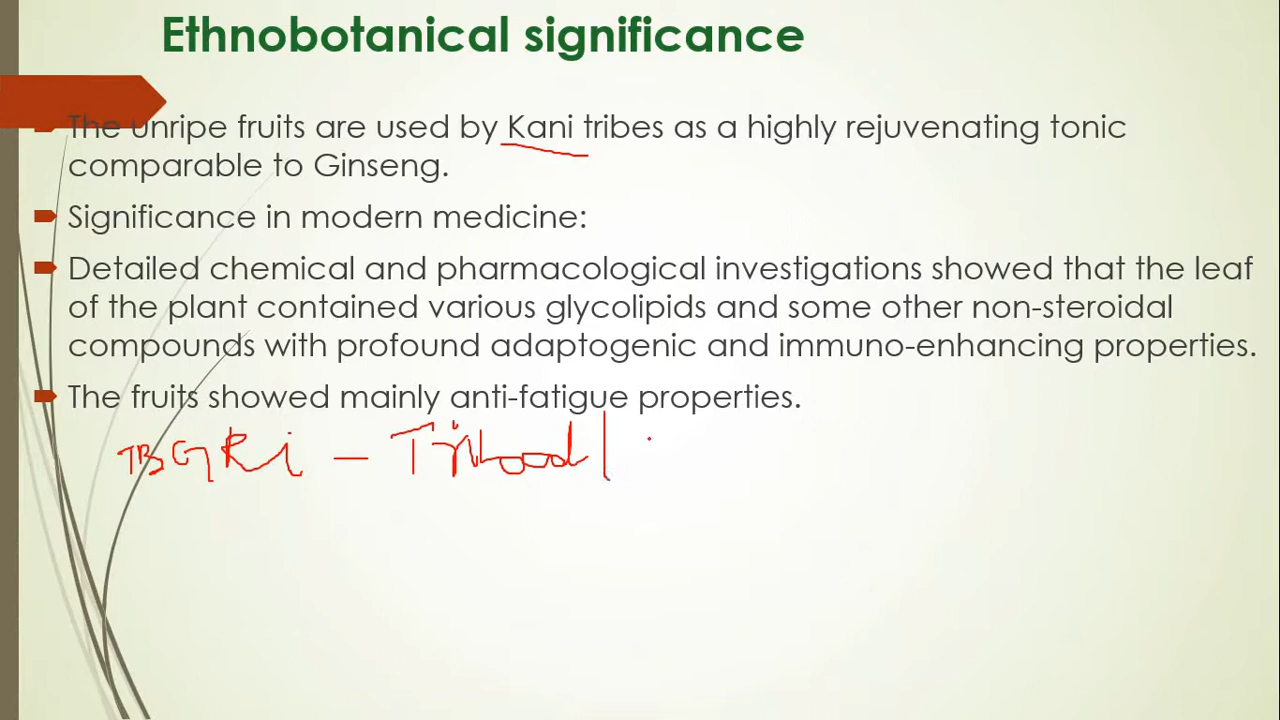 Ethnobotanical significance
The unripe fruits are used by Kani tribes as a highly rejuvenating tonic
comparable to Ginseng.
Significance in modern medicine:
Detailed chemical and pharmacological investigations showed that the leaf
of the plant contained various glycolipids and some other non-steroidal
compounds with profound adaptogenic and immuno-enhancing properties.
The fruits showed mainly anti-fatigue properties.
TBGRi –